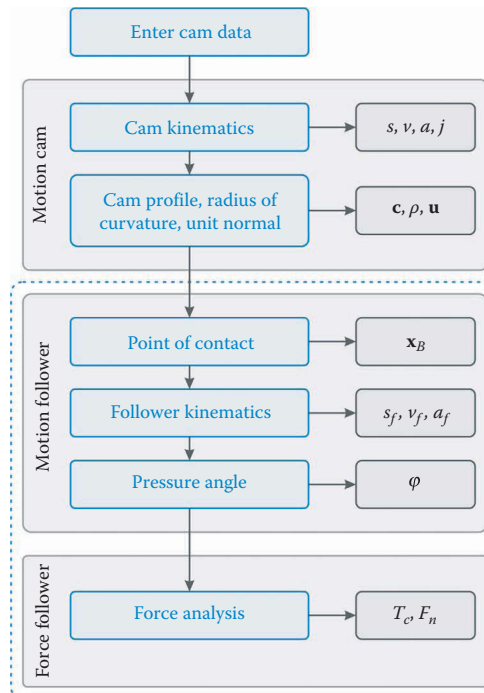 Enter cam data
Motion cam
Cam kinematics
s, v, a, j
Cam profile, radius of
curvature, unit normal
c, ρ, u
Motion follower
Point of contact
x_B
Follower kinematics
s_f, v_f, a_f
Pressure angle
φ
Force follower
Force analysis
T_c, F_n